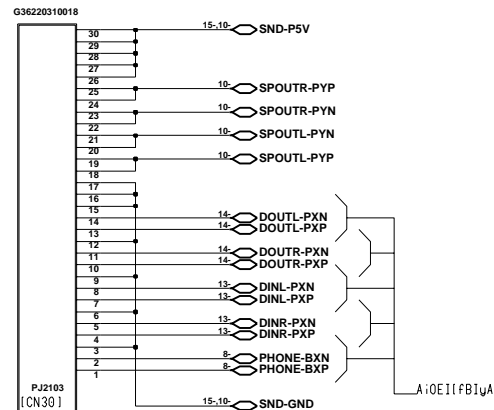 G36220310018
30 15-,10- SND-P5V
29
28
27
26
25 10- SPOUTR-PYP
24
23 10- SPOUTR-PYN
22
21 10- SPOUTL-PYN
20
19 10- SPOUTL-PYP
18
17
16
15
14 14- DOUTL-PXN
13 14- DOUTL-PXP
12 14- DOUTR-PXN
11 14- DOUTR-PXP
10
9 13- DINL-PXN
8 13- DINL-PXP
7
6 13- DINR-PXN
5 13- DINR-PXP
4
3 8- PHONE-BXN
2 8- PHONE-BXP
1
PJ2103
[CN30]
15-,10- SND-GND